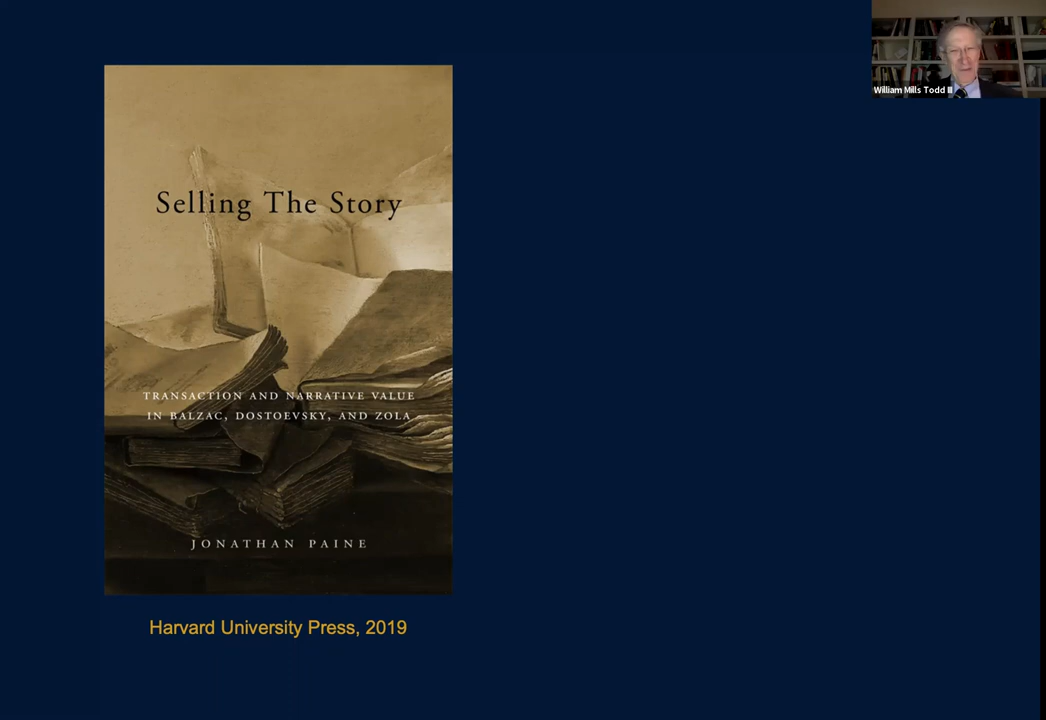 William Mills Todd III
Selling The Story
TRANSACTION AND NARRATIVE VALUE
IN BALZAC, DOSTOEVSKY, AND ZOLA
JONATHAN PAINE
Harvard University Press, 2019